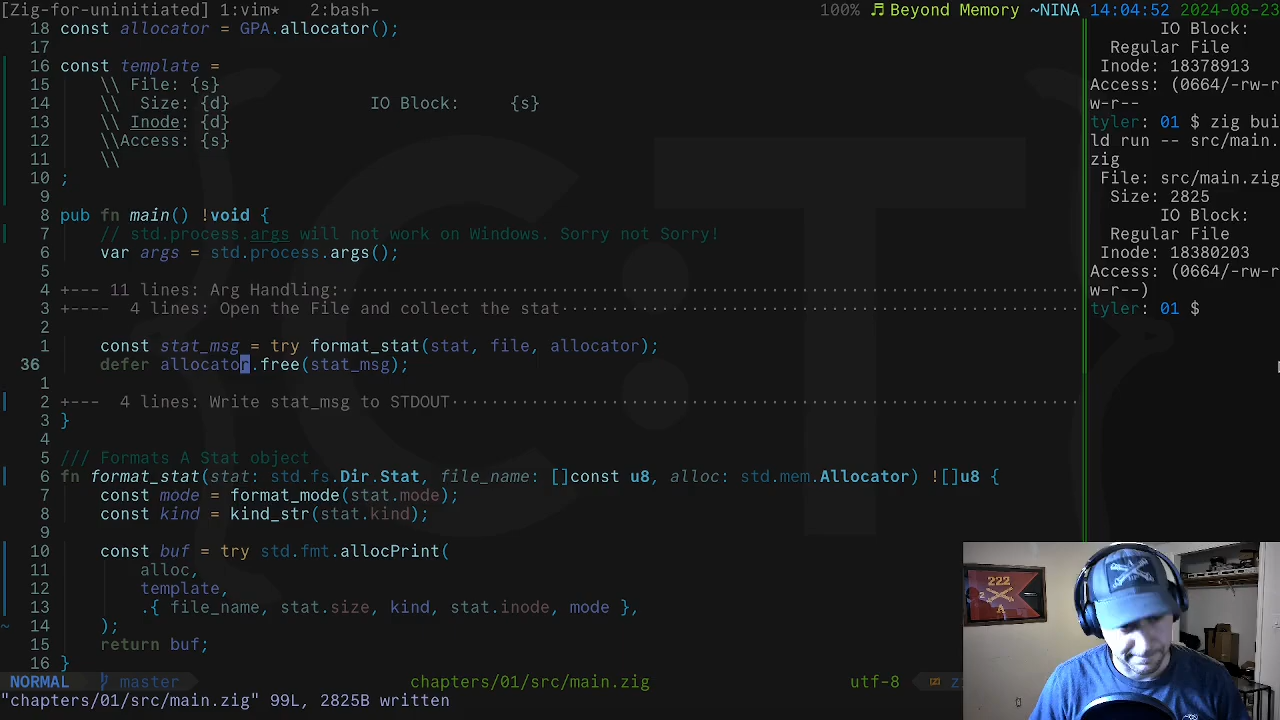 [Zig-for-uninitiated] 1:vim* 2:bash- 100% ♬ Beyond Memory ~NINA 14:04:52 2024-08-23
18 const allocator = GPA.allocator();
17
16 const template =
15 \\ File: {s}
14 \\  Size: {d} IO Block: {s}
13 \\ Inode: {d}
12 \\Access: {s}
11 \\
10 ;
9
8 pub fn main() !void {
7 // std.process.args will not work on Windows. Sorry not Sorry!
6 var args = std.process.args();
5
4 +--- 11 lines: Arg Handling:
3 +---- 4 lines: Open the File and collect the stat
2
1 const stat_msg = try format_stat(stat, file, allocator);
36 defer allocator.free(stat_msg);
1
2 +--- 4 lines: Write stat_msg to STDOUT
3 }
4
5 /// Formats A Stat object
6 fn format_stat(stat: std.fs.Dir.Stat, file_name: []const u8, alloc: std.mem.Allocator) ![]u8 {
7 const mode = format_mode(stat.mode);
8 const kind = kind_str(stat.kind);
9
10 const buf = try std.fmt.allocPrint(
11 alloc,
12 template,
13 .{ file_name, stat.size, kind, stat.inode, mode },
~ 14 );
15 return buf;
16 }
NORMAL master chapters/01/src/main.zig utf-8
"chapters/01/src/main.zig" 99L, 2825B written
IO Block:
Regular File
Inode: 18378913
Access: (0664/-rw-r
w-r--
tyler: 01 $ zig bui
ld run -- src/main.
zig
File: src/main.zig
Size: 2825
IO Block:
Regular File
Inode: 18380203
Access: (0664/-rw-r
w-r--)
tyler: 01 $
222
A